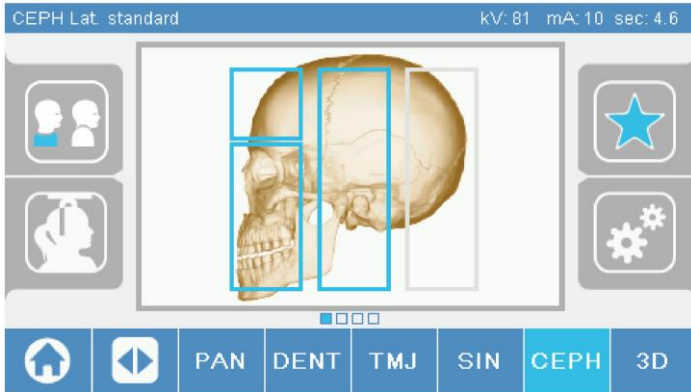 CEPH Lat. standard kV: 81 mA: 10 sec: 4.6
PAN DENT TMJ SIN CEPH 3D